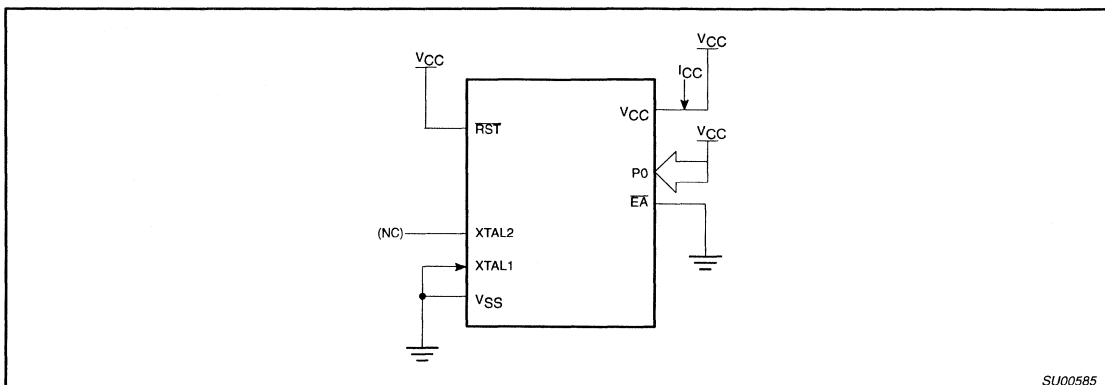 VCC
VCC
ICC
VCC
RST
VCC
P0
EA
(NC)
XTAL2
XTAL1
VSS
SU00585